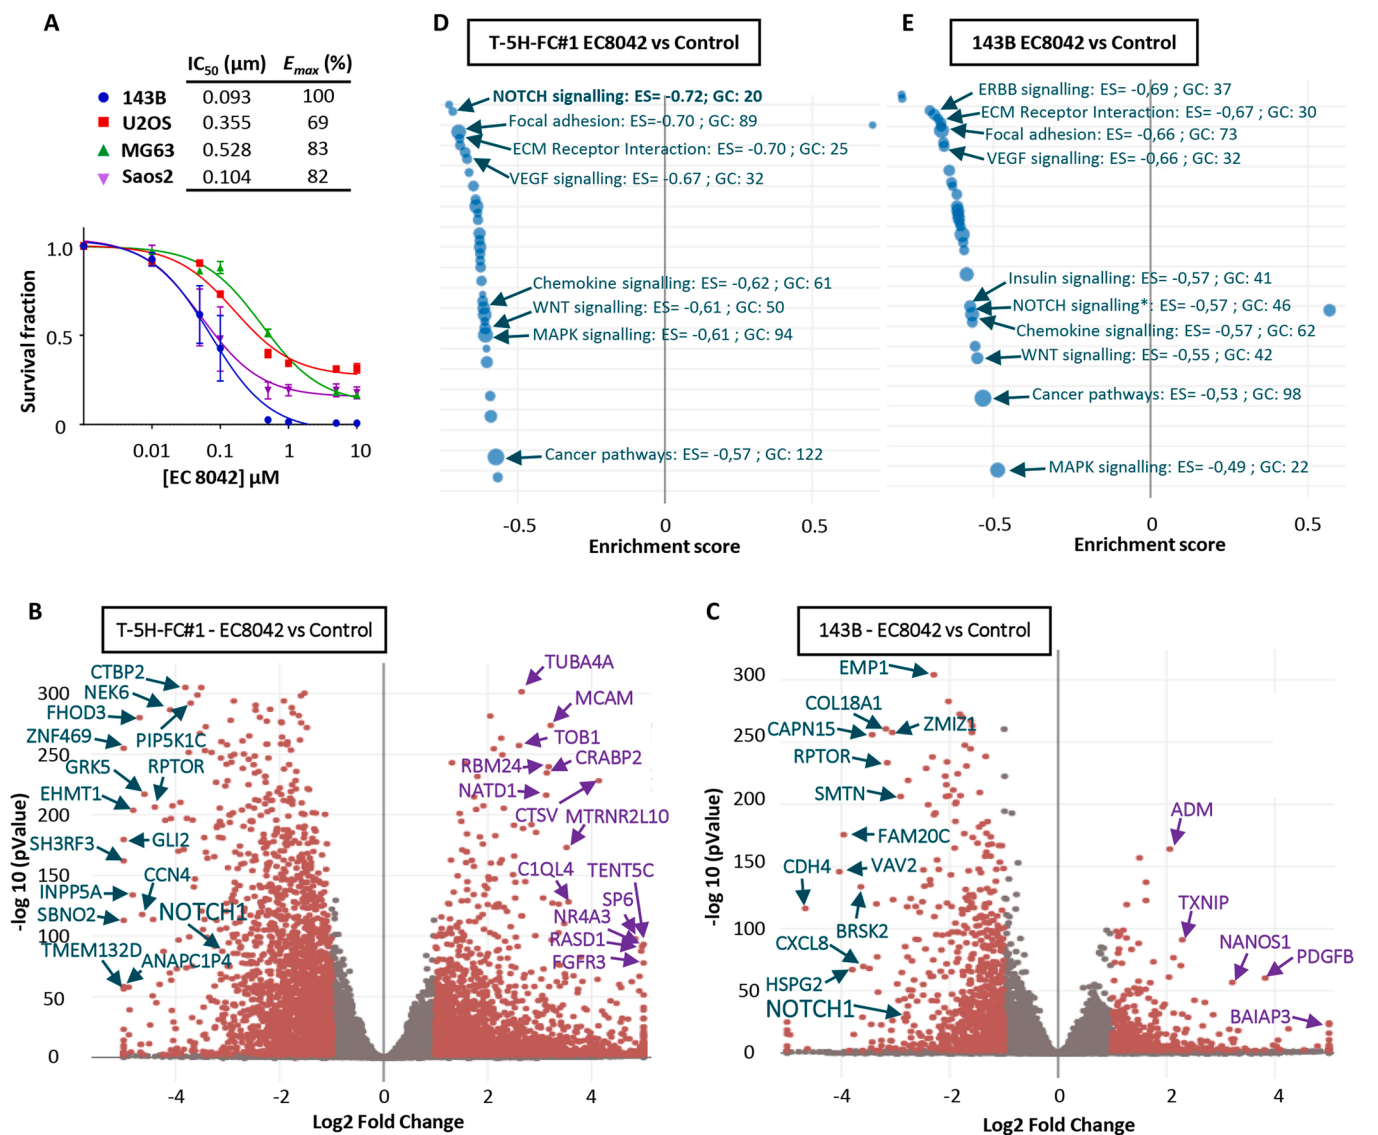 A
IC50 (µm) Emax (%)
143B 0.093 100
U2OS 0.355 69
MG63 0.528 83
Saos2 0.104 82
Survival fraction
1.0
0.5
0
0.01 0.1 1 10
[EC 8042] µM
D
T-5H-FC#1 EC8042 vs Control
NOTCH signalling: ES= -0.72; GC: 20
Focal adhesion: ES=-0.70 ; GC: 89
ECM Receptor Interaction: ES= -0.70 ; GC: 25
VEGF signalling: ES= -0.67 ; GC: 32
Chemokine signalling: ES= -0,62 ; GC: 61
WNT signalling: ES= -0,61 ; GC: 50
MAPK signalling: ES= -0,61 ; GC: 94
Cancer pathways: ES= -0,57 ; GC: 122
-0.5 0 0.5
Enrichment score
E
143B EC8042 vs Control
ERBB signalling: ES= -0,69 ; GC: 37
ECM Receptor Interaction: ES= -0,67 ; GC: 30
Focal adhesion: ES= -0,66 ; GC: 73
VEGF signalling: ES= -0,66 ; GC: 32
Insulin signalling: ES= -0,57 ; GC: 41
NOTCH signalling*: ES= -0,57 ; GC: 46
Chemokine signalling: ES= -0,57 ; GC: 62
WNT signalling: ES= -0,55 ; GC: 42
Cancer pathways: ES= -0,53 ; GC: 98
MAPK signalling: ES= -0,49 ; GC: 22
-0.5 0 0.5
Enrichment score
B
T-5H-FC#1 - EC8042 vs Control
-log 10 (pValue)
300
250
200
150
100
50
0
CTBP2
NEK6
FHOD3
ZNF469
PIP5K1C
GRK5
RPTOR
EHMT1
SH3RF3
GLI2
CCN4
INPP5A
SBNO2
NOTCH1
TMEM132D
ANAPC1P4
TUBA4A
MCAM
TOB1
RBM24
CRABP2
NATD1
CTSV
MTRNR2L10
C1QL4
TENT5C
SP6
NR4A3
RASD1
FGFR3
-4 -2 0 2 4
Log2 Fold Change
C
143B - EC8042 vs Control
-log 10 (pValue)
300
250
200
150
100
50
0
EMP1
COL18A1
CAPN15
ZMIZ1
RPTOR
SMTN
FAM20C
CDH4
VAV2
BRSK2
CXCL8
HSPG2
NOTCH1
ADM
TXNIP
NANOS1
PDGFB
BAIAP3
-4 -2 0 2 4
Log2 Fold Change